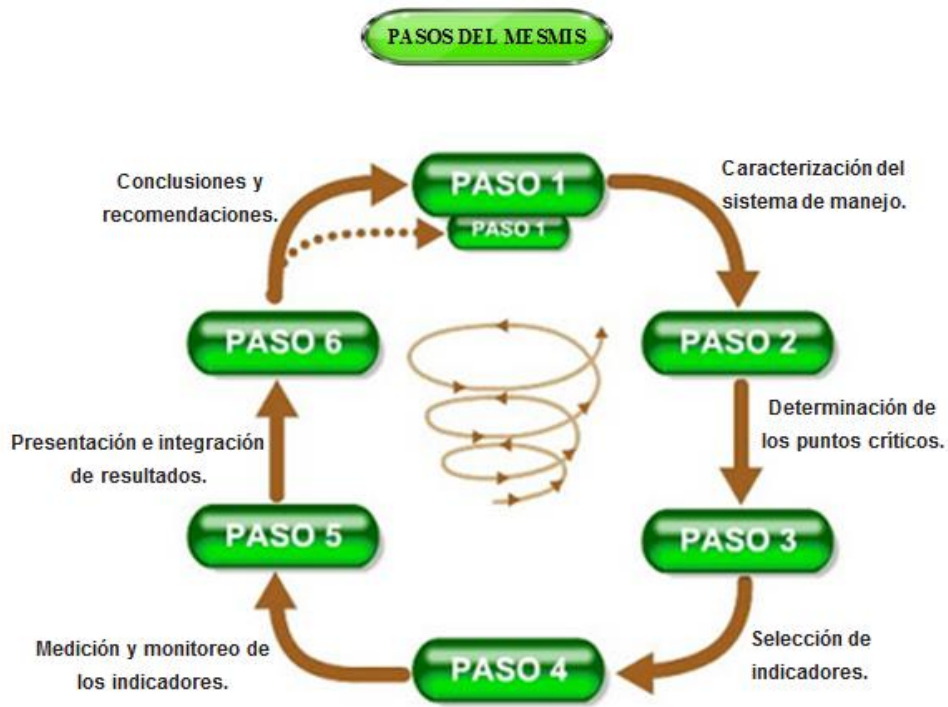 PASOS DEL MESMIS
PASO 1
PASO 1
Caracterización del
sistema de manejo.
PASO 2
Determinación de
los puntos críticos.
PASO 3
Selección de
indicadores.
PASO 4
Medición y monitoreo de
los indicadores.
PASO 5
Presentación e integración
de resultados.
PASO 6
Conclusiones y
recomendaciones.